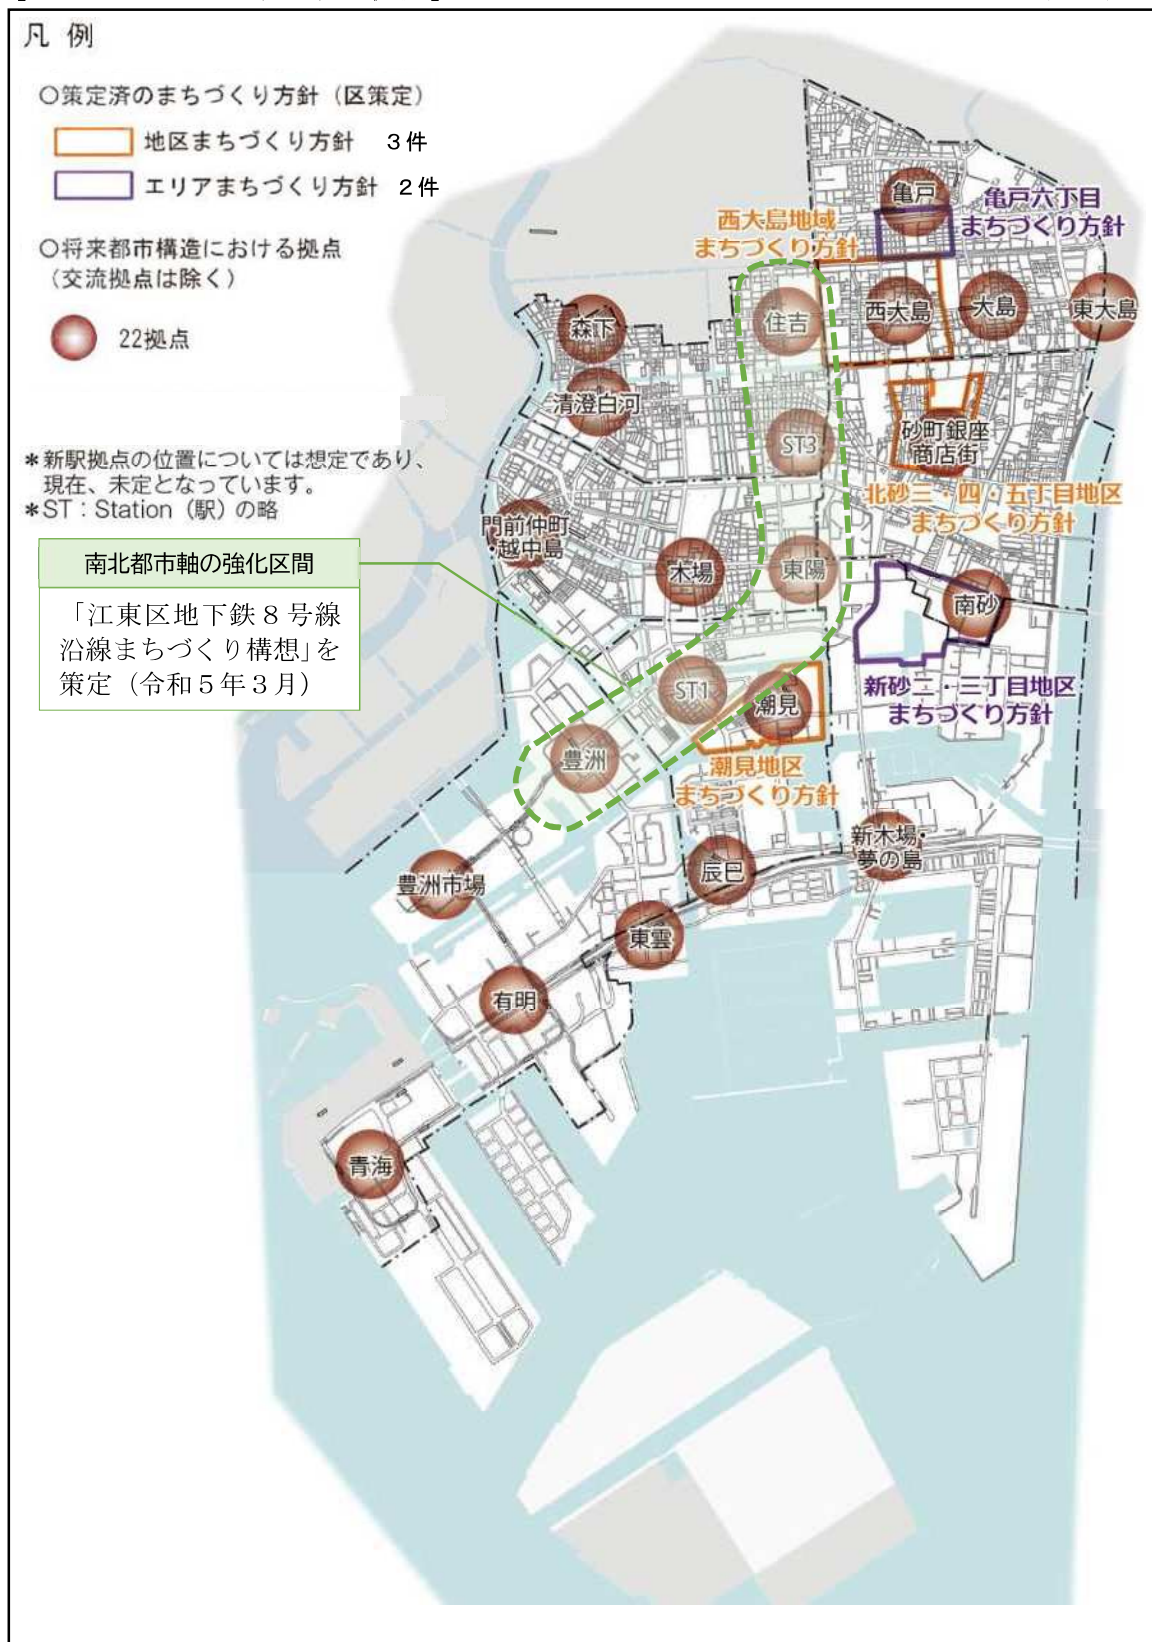 凡 例
○策定済のまちづくり方針（区策定）
地区まちづくり方針　３件
エリアまちづくり方針　２件
○将来都市構造における拠点
（交流拠点は除く）
22拠点
＊新駅拠点の位置については想定であり、
現在、未定となっています。
＊ST：Station（駅）の略
南北都市軸の強化区間
「江東区地下鉄８号線
沿線まちづくり構想」を
策定（令和５年３月）
亀戸
亀戸六丁目
まちづくり方針
西大島地域
まちづくり方針
森下
住吉
西大島
大島
東大島
清澄白河
ST3
砂町銀座
商店街
北砂三・四・五丁目地区
まちづくり方針
門前仲町
・越中島
木場
東陽
南砂
新砂二・三丁目地区
まちづくり方針
ST1
潮見
潮見地区
まちづくり方針
豊洲
新木場・
夢の島
豊洲市場
辰巳
東雲
有明
青海